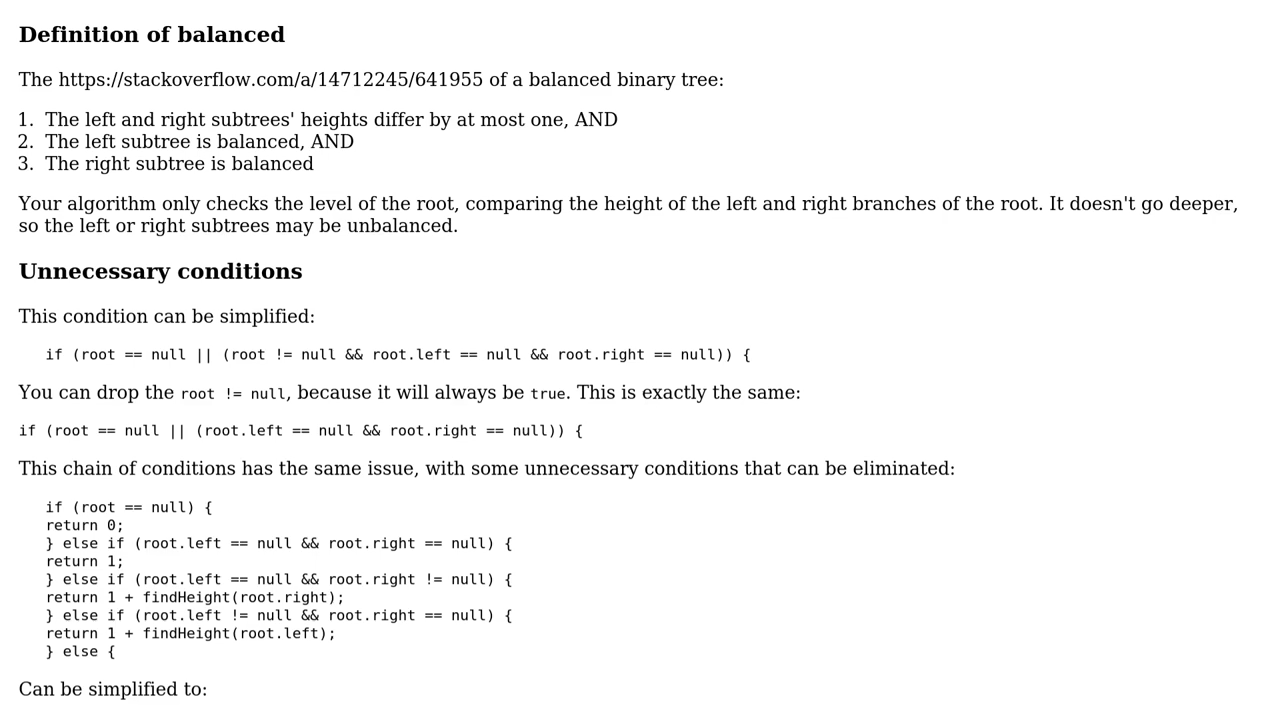 Definition of balanced
The https://stackoverflow.com/a/14712245/641955 of a balanced binary tree:
1. The left and right subtrees' heights differ by at most one, AND
2. The left subtree is balanced, AND
3. The right subtree is balanced
Your algorithm only checks the level of the root, comparing the height of the left and right branches of the root. It doesn't go deeper,
so the left or right subtrees may be unbalanced.
Unnecessary conditions
This condition can be simplified:
if (root == null || (root != null && root.left == null && root.right == null)) {
You can drop the root != null, because it will always be true. This is exactly the same:
if (root == null || (root.left == null && root.right == null)) {
This chain of conditions has the same issue, with some unnecessary conditions that can be eliminated:
if (root == null) {
return 0;
} else if (root.left == null && root.right == null) {
return 1;
} else if (root.left == null && root.right != null) {
return 1 + findHeight(root.right);
} else if (root.left != null && root.right == null) {
return 1 + findHeight(root.left);
} else {
Can be simplified to: